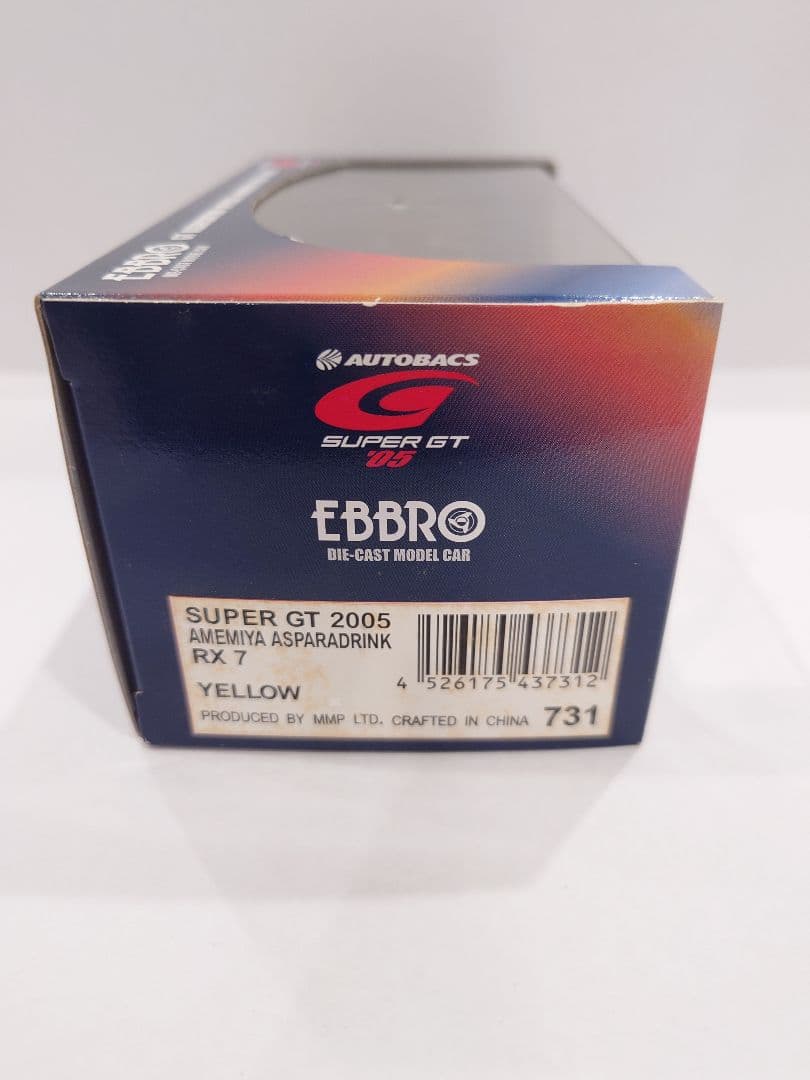 EBBRO
AUTOBACS
SUPER GT
'05
EBBRO
DIE-CAST MODEL CAR
SUPER GT 2005
AMEMIYA ASPARADRINK
RX 7
YELLOW
4 526175 437312
PRODUCED BY MMP LTD. CRAFTED IN CHINA 731